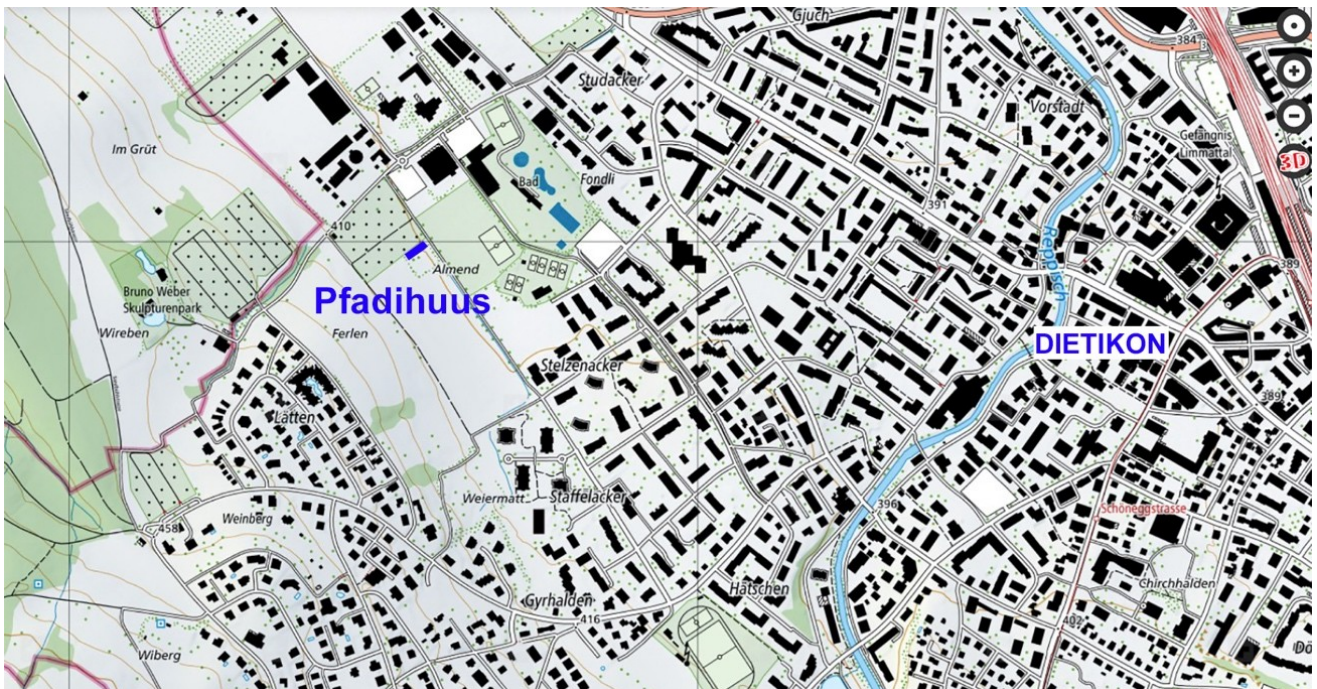 Gjuch
384
3
Studacker
Vorstadt
Gefängnis
Limmattal
3D
Im Grüt
Bad
Fondli
391
410
Almend
Reppisch
389
Bruno Weber
Skulpturenpark
Pfadihuus
Wireben
Ferlen
DIETIKON
Stelzenacker
389
Lätten
Weiermatt
Staffelacker
396
Schöneggstrasse
458
Weinberg
Hätschen
Chirchhalden
Gyrhalden
416
402
Wiberg
Do